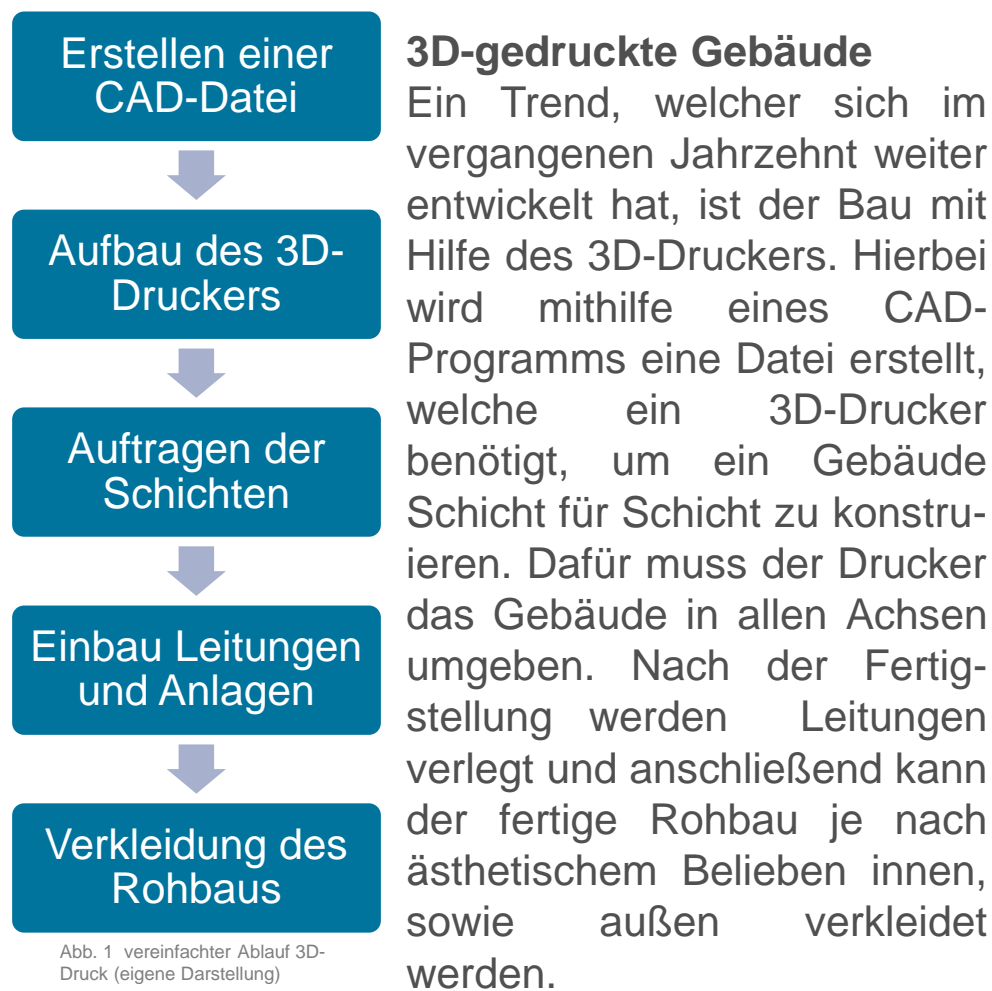 Erstellen einer
CAD-Datei
Aufbau des 3D-
Druckers
Auftragen der
Schichten
Einbau Leitungen
und Anlagen
Verkleidung des
Rohbaus
Abb. 1 vereinfachter Ablauf 3D-
Druck (eigene Darstellung)
3D-gedruckte Gebäude
Ein Trend, welcher sich im
vergangenen Jahrzehnt weiter
entwickelt hat, ist der Bau mit
Hilfe des 3D-Druckers. Hierbei
wird mithilfe eines CAD-
Programms eine Datei erstellt,
welche ein 3D-Drucker
benötigt, um ein Gebäude
Schicht für Schicht zu konstru-
ieren. Dafür muss der Drucker
das Gebäude in allen Achsen
umgeben. Nach der Fertig-
stellung werden Leitungen
verlegt und anschließend kann
der fertige Rohbau je nach
ästhetischem Belieben innen,
sowie außen verkleidet
werden.